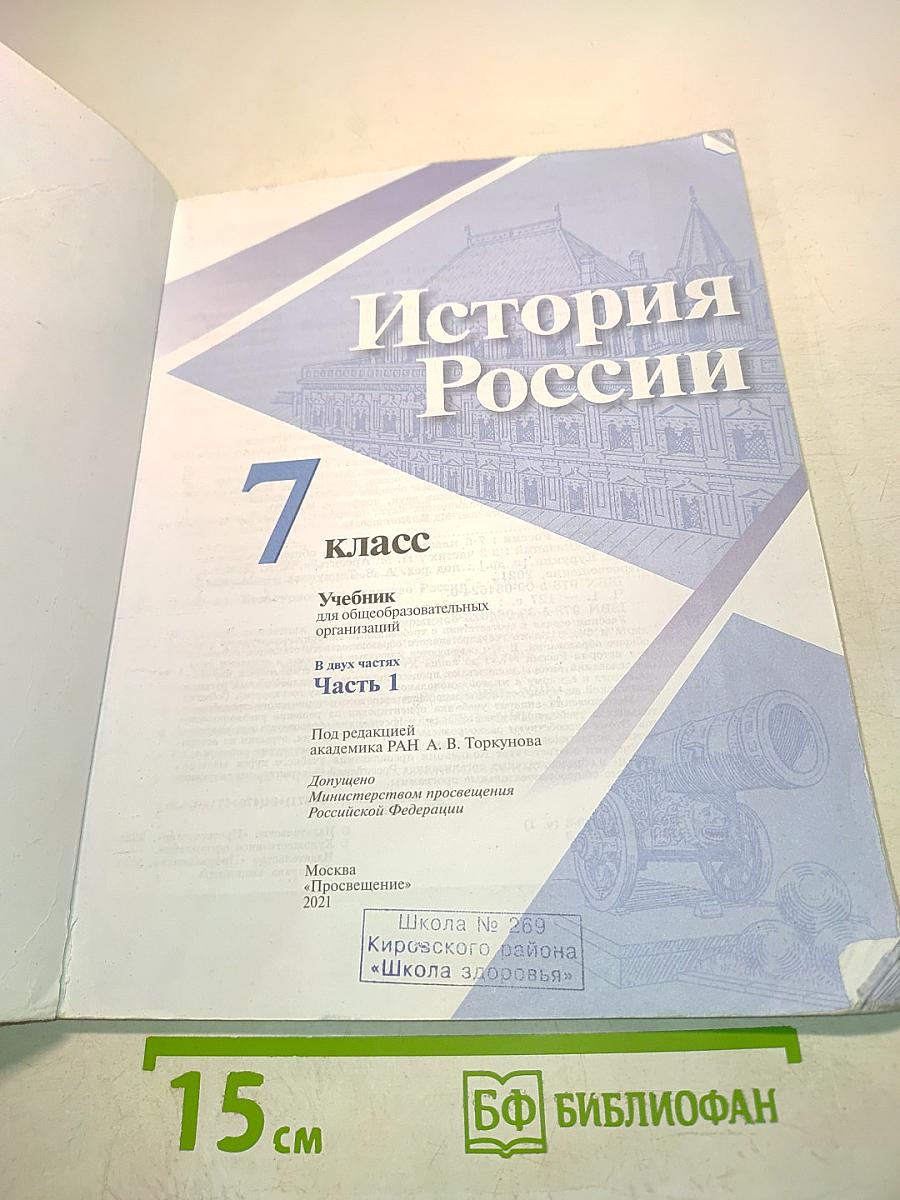 История
России
7
класс
Учебник
для общеобразовательных
организаций
В двух частях
Часть 1
Под редакцией
академика РАН А. В. Торкунова
Допущено
Министерством просвещения
Российской Федерации
Москва
«Просвещение»
2021
Школа № 269
Кировского района
«Школа здоровья»
15 см
БФ БИБЛИОФАН